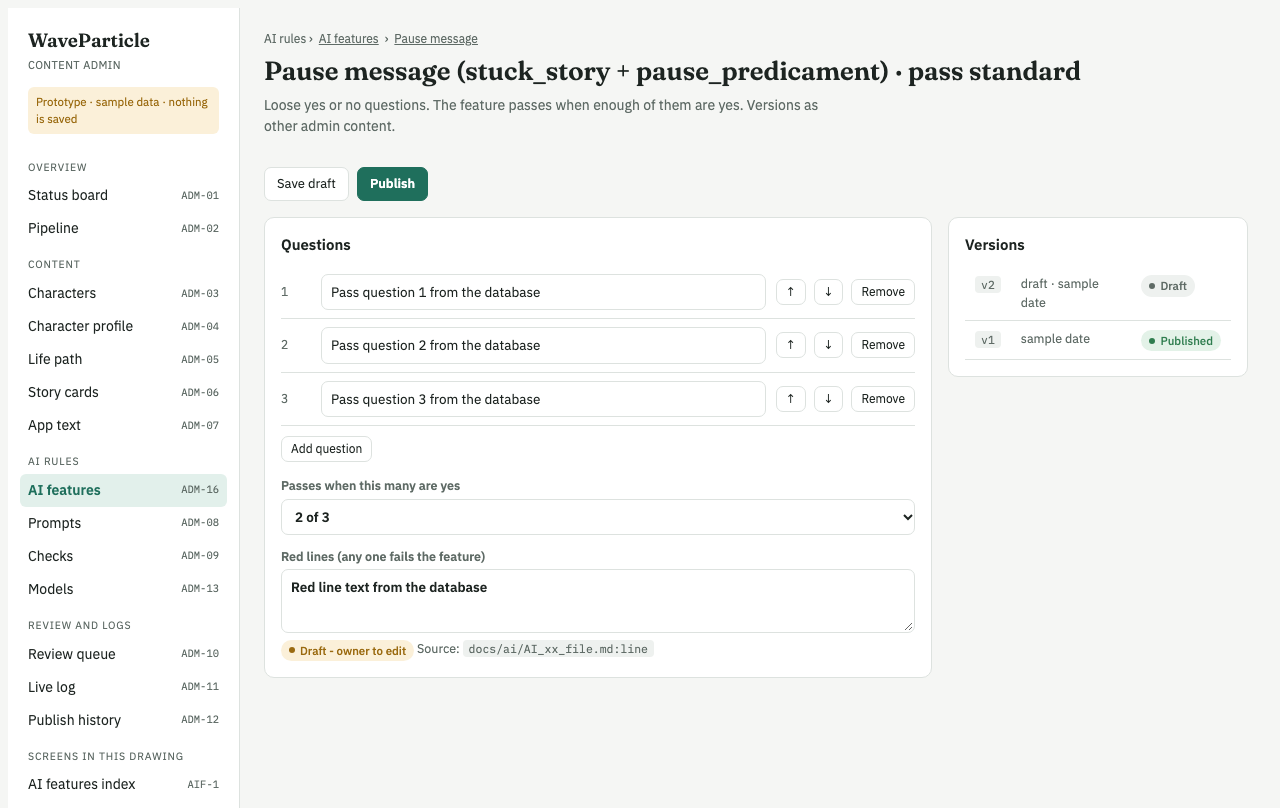 WaveParticle
CONTENT ADMIN
Prototype · sample data · nothing
is saved
OVERVIEW
Status board ADM-01
Pipeline ADM-02
CONTENT
Characters ADM-03
Character profile ADM-04
Life path ADM-05
Story cards ADM-06
App text ADM-07
AI RULES
AI features ADM-16
Prompts ADM-08
Checks ADM-09
Models ADM-13
REVIEW AND LOGS
Review queue ADM-10
Live log ADM-11
Publish history ADM-12
SCREENS IN THIS DRAWING
AI features index AIF-1
AI rules › AI features › Pause message
Pause message (stuck_story + pause_predicament) · pass standard
Loose yes or no questions. The feature passes when enough of them are yes. Versions as
other admin content.
Save draft Publish
Questions
1 Pass question 1 from the database ↑ ↓ Remove
2 Pass question 2 from the database ↑ ↓ Remove
3 Pass question 3 from the database ↑ ↓ Remove
Add question
Passes when this many are yes
2 of 3
Red lines (any one fails the feature)
Red line text from the database
Draft - owner to edit Source: docs/ai/AI_xx_file.md:line
Versions
v2 draft · sample date Draft
v1 sample date Published